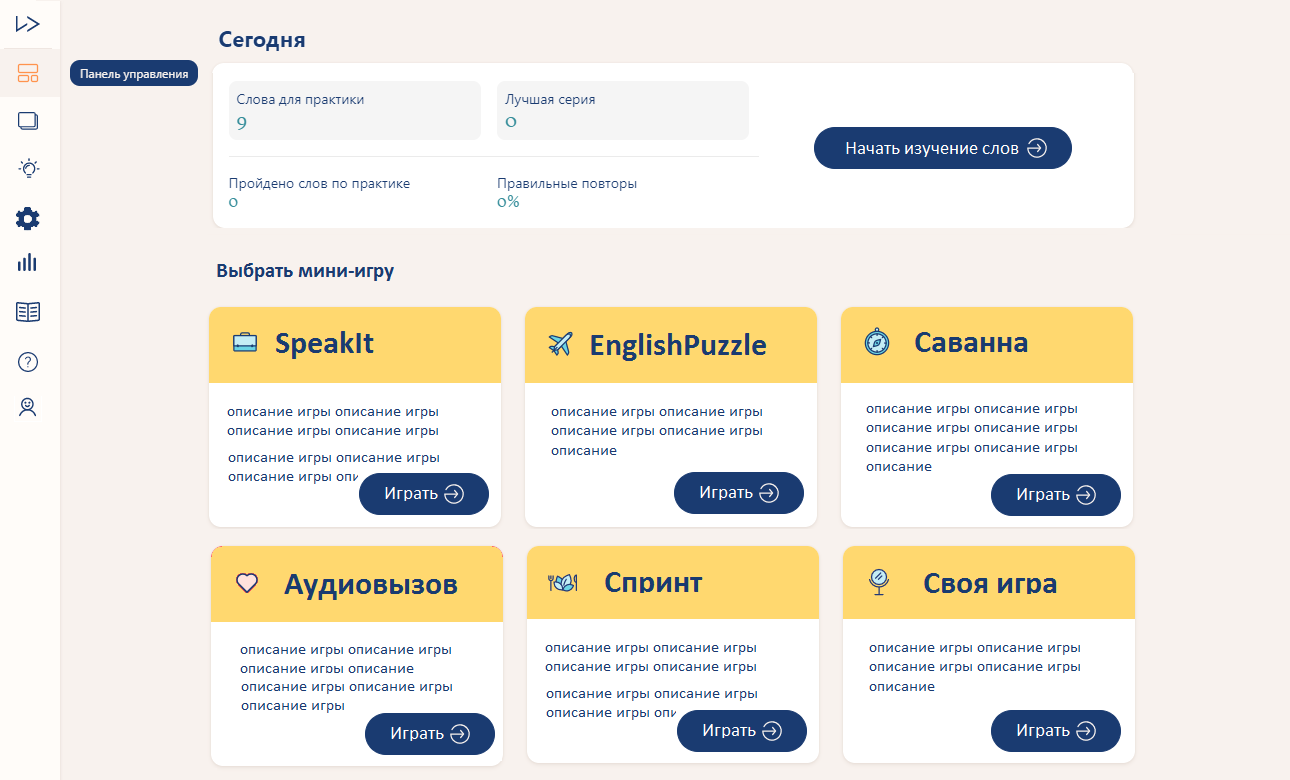 Сегодня
Панель управления
Слова для практики
9
Лучшая серия
0
Начать изучение слов
Пройдено слов по практике
0
Правильные повторы
0%
Выбрать мини-игру
SpeakIt
описание игры описание игры
описание игры описание игры
описание игры описание игры
описание игры опи
Играть
EnglishPuzzle
описание игры описание игры
описание игры описание игры
описание
Играть
Саванна
описание игры описание игры
описание игры описание игры
описание игры описание игры
описание
Играть
Аудиовызов
описание игры описание игры
описание игры описание
описание игры описание игры
описание игры
Играть
Спринт
описание игры описание игры
описание игры описание игры
описание игры описание игры
описание игры опи
Играть
Своя игра
описание игры описание игры
описание игры описание игры
описание
Играть